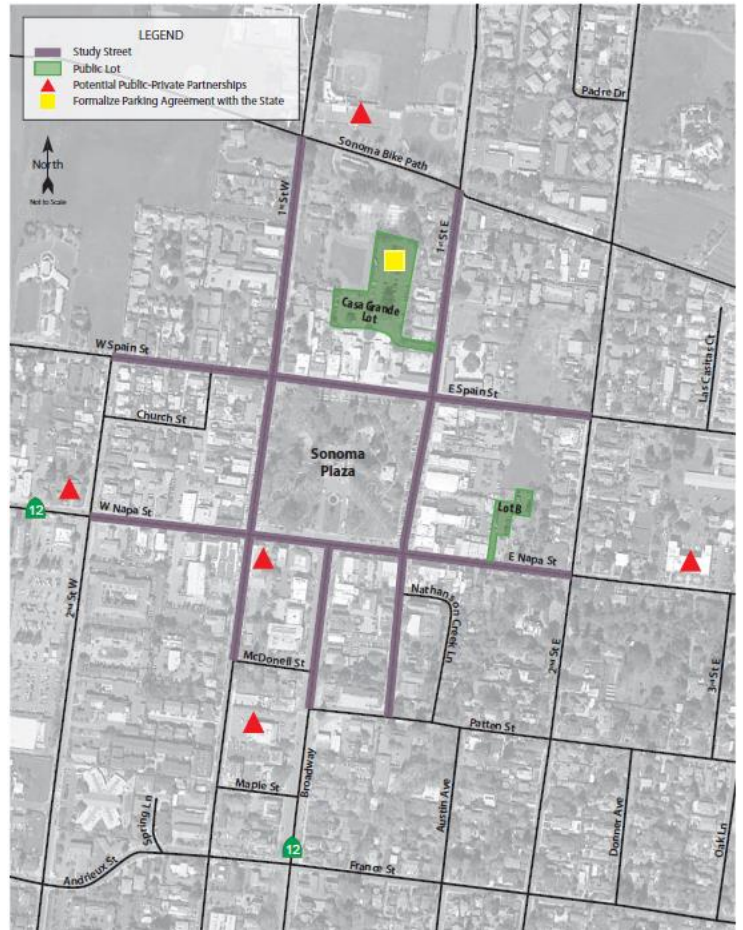 LEGEND
Study Street
Public Lot
Potential Public-Private Partnerships
Formalize Parking Agreement with the State
North
Not to Scale
Padre Dr
Sonoma Bike Path
1st St W
1st St E
Casa Grande
Lot
Las Casitas Ct
W Spain St
E Spain St
Church St
Sonoma
Plaza
Lot B
12
W Napa St
E Napa St
Nathanson Creek Ln
2nd St W
McDonell St
2nd St E
3rd St E
Patten St
Broadway
Maple St
Spring Ln
Austin Ave
Donner Ave
Oak Ln
12
France St
Andrieux St